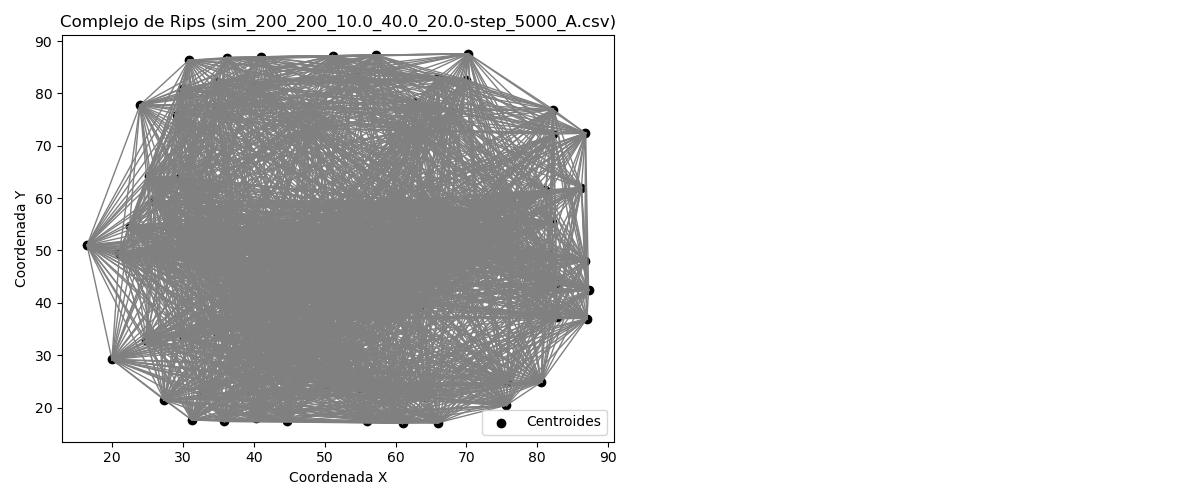 Complejo de Rips (sim_200_200_10.0_40.0_20.0-step_5000_A.csv)
90
80
70
60
50
40
30
20
Coordenada Y
Centroides
20 30 40 50 60 70 80 90
Coordenada X